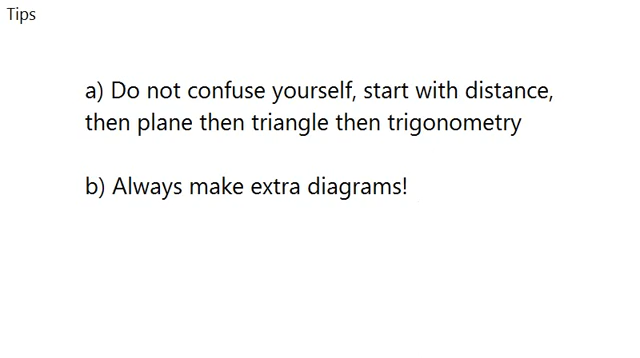 Tips
a) Do not confuse yourself, start with distance,
then plane then triangle then trigonometry
b) Always make extra diagrams!